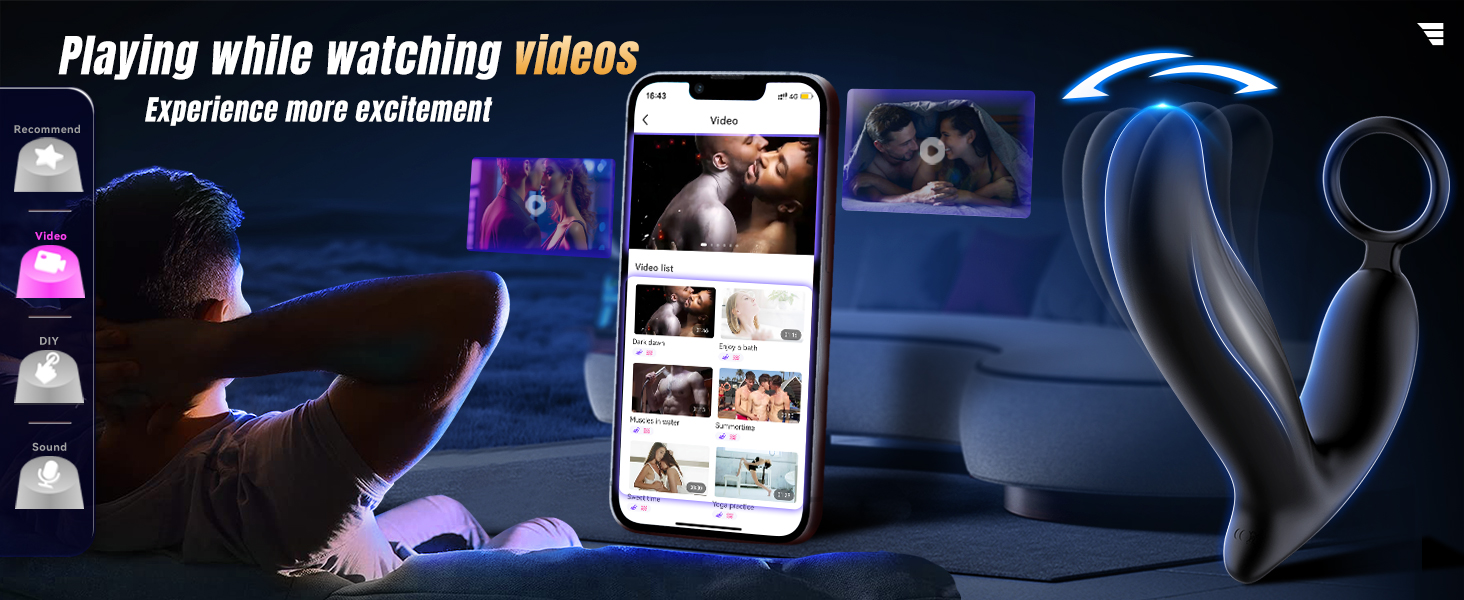 Playing while watching videos
Experience more excitement
Recommend
Video
DIY
Sound
16:43
4G
Video
Video list
Dark dawn
Enjoy a bath
Muscles in water
Summertime
Sweet time
Yoga practice